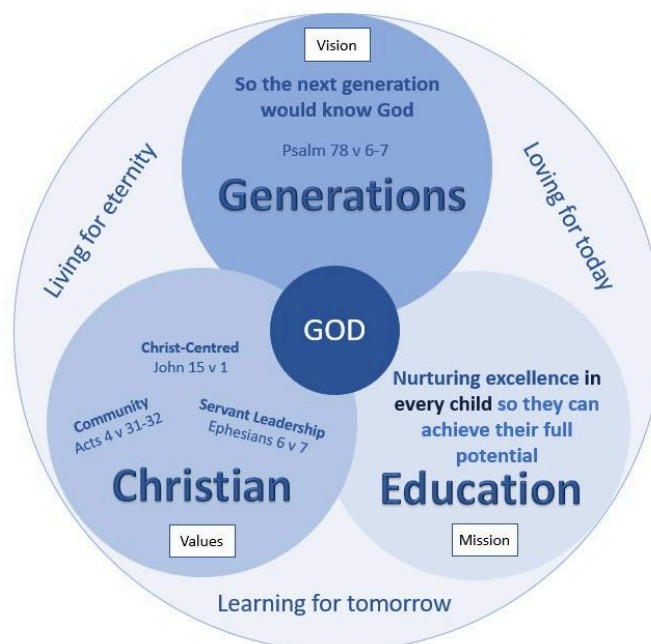 Vision
So the next generation
would know God
Psalm 78 v 6-7
Generations
Living for eternity
Loving for today
GOD
Christ-Centred
John 15 v 1
Community
Acts 4 v 31-32
Servant Leadership
Ephesians 6 v 7
Christian
Values
Nurturing excellence in
every child so they can
achieve their full
potential
Education
Mission
Learning for tomorrow